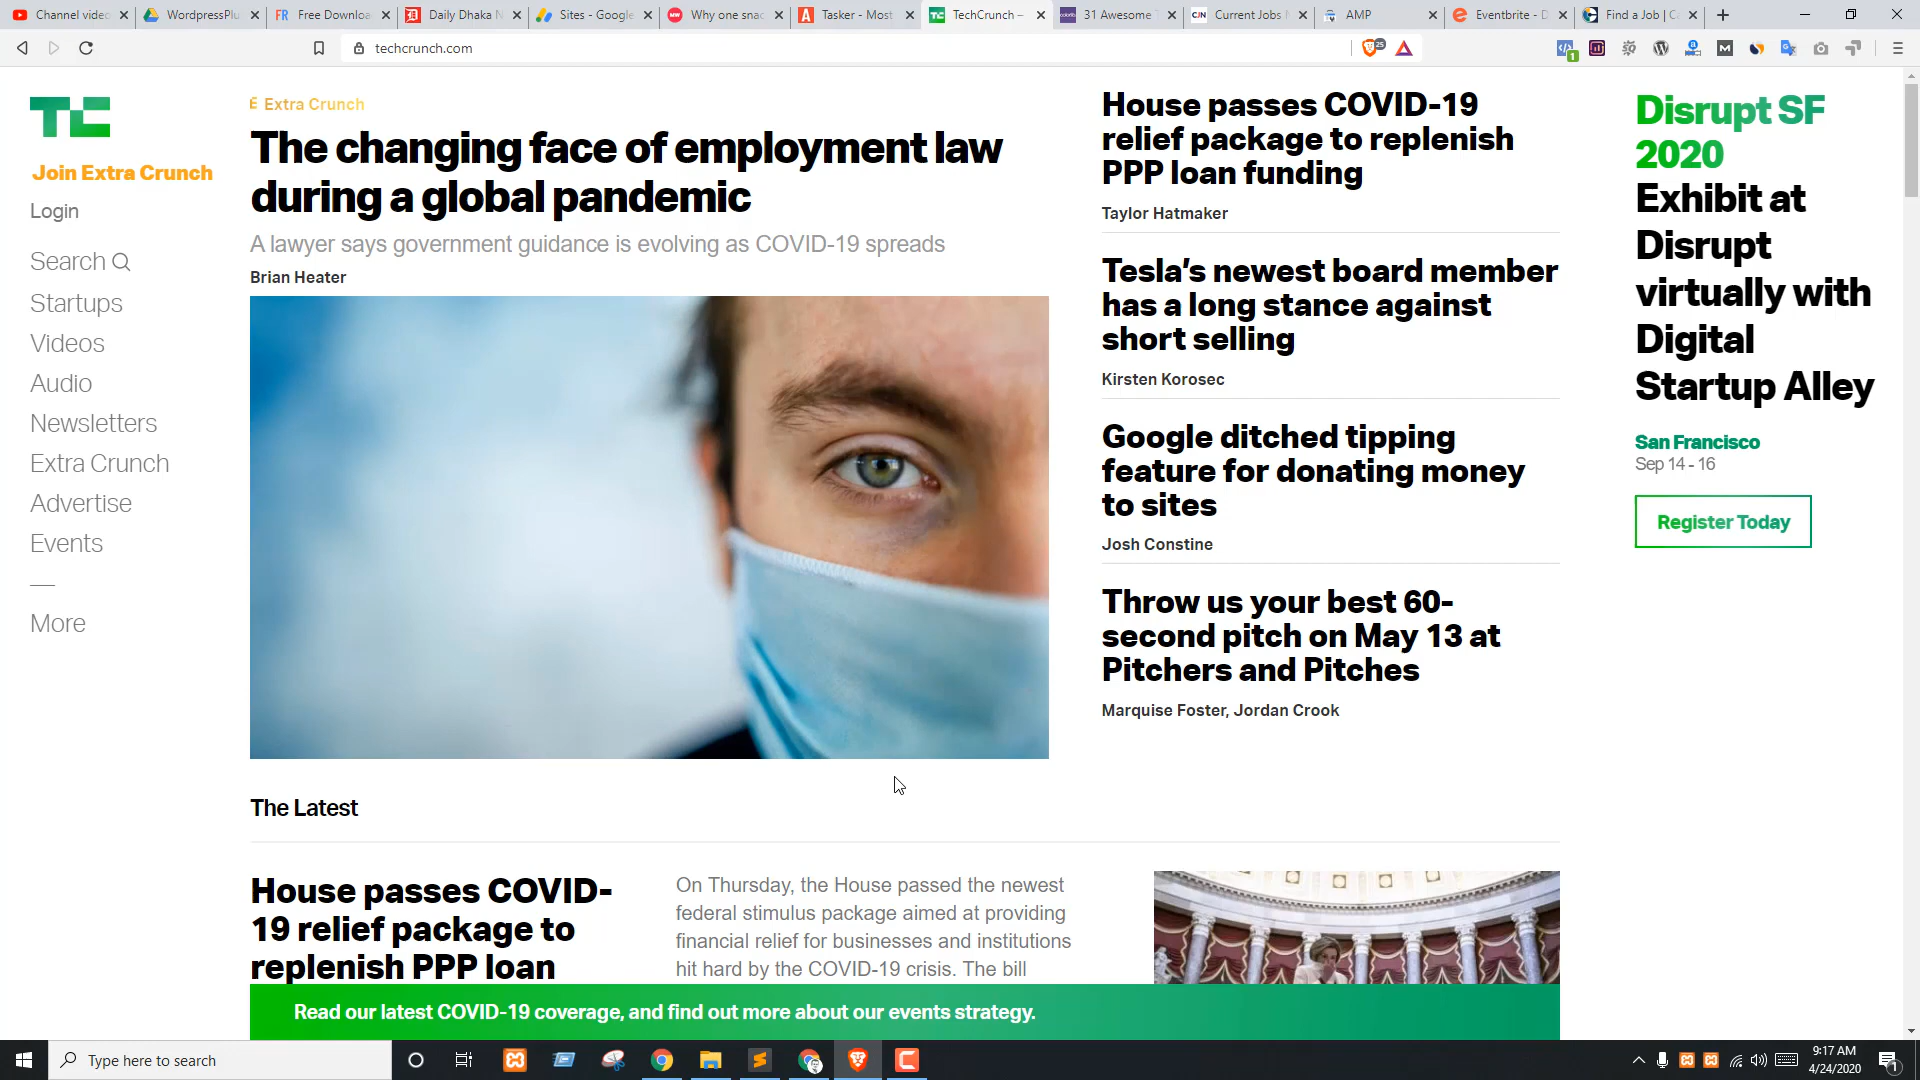 Channel video
WordpressPlu
Free Downloa
Daily Dhaka N
Sites - Google
Why one snac
Tasker - Most
TechCrunch –
31 Awesome
Current Jobs
AMP
Eventbrite - D
Find a Job | C
techcrunch.com
TC
Join Extra Crunch
Login
Search
Startups
Videos
Audio
Newsletters
Extra Crunch
Advertise
Events
—
More
Extra Crunch
The changing face of employment law
during a global pandemic
A lawyer says government guidance is evolving as COVID-19 spreads
Brian Heater
House passes COVID-19
relief package to replenish
PPP loan funding
Taylor Hatmaker
Tesla’s newest board member
has a long stance against
short selling
Kirsten Korosec
Google ditched tipping
feature for donating money
to sites
Josh Constine
Throw us your best 60-
second pitch on May 13 at
Pitchers and Pitches
Marquise Foster, Jordan Crook
Disrupt SF
2020
Exhibit at
Disrupt
virtually with
Digital
Startup Alley
San Francisco
Sep 14 - 16
Register Today
The Latest
House passes COVID-
19 relief package to
replenish PPP loan
On Thursday, the House passed the newest
federal stimulus package aimed at providing
financial relief for businesses and institutions
hit hard by the COVID-19 crisis. The bill
Read our latest COVID-19 coverage, and find out more about our events strategy.
Type here to search
9:17 AM
4/24/2020